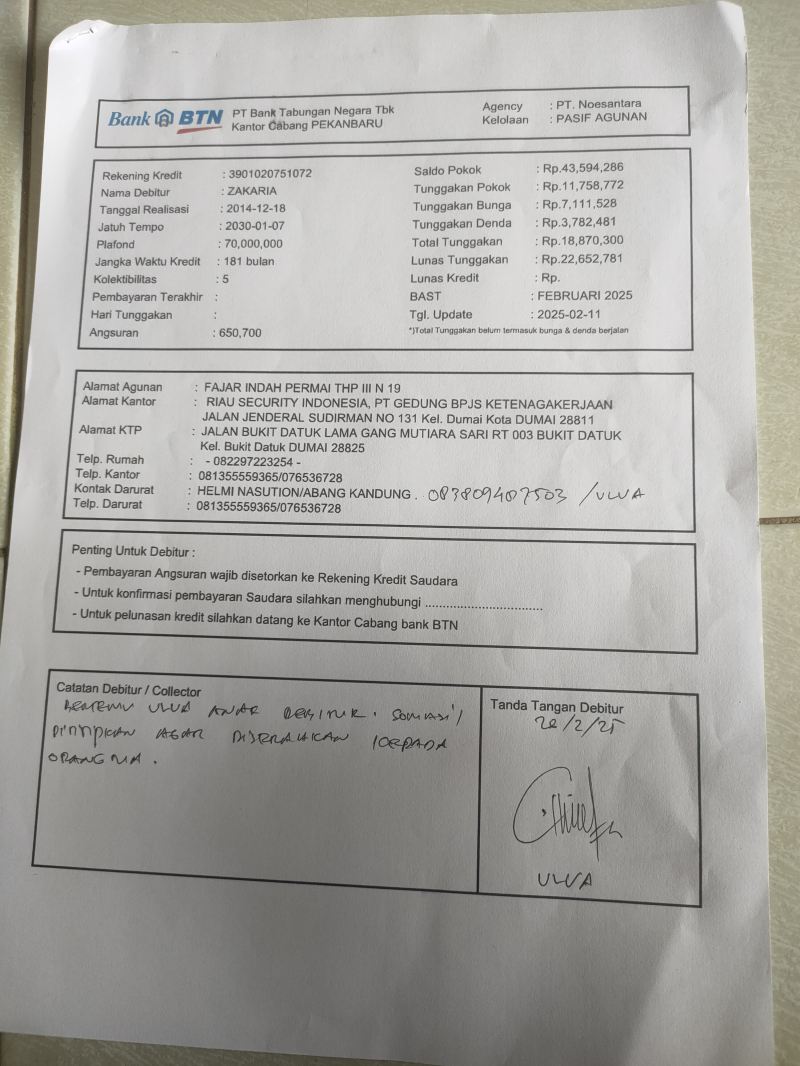 Bank BTN PT Bank Tabungan Negara Tbk
Kantor Cabang PEKANBARU
Agency : PT. Noesantara
Kelolaan : PASIF AGUNAN
Rekening Kredit : 3901020751072
Nama Debitur : ZAKARIA
Tanggal Realisasi : 2014-12-18
Jatuh Tempo : 2030-01-07
Plafond : 70,000,000
Jangka Waktu Kredit : 181 bulan
Kolektibilitas : 5
Pembayaran Terakhir :
Hari Tunggakan :
Angsuran : 650,700
Saldo Pokok : Rp.43,594,286
Tunggakan Pokok : Rp.11,758,772
Tunggakan Bunga : Rp.7,111,528
Tunggakan Denda : Rp.3,782,481
Total Tunggakan : Rp.18,870,300
Lunas Tunggakan : Rp.22,652,781
Lunas Kredit : Rp.
BAST : FEBRUARI 2025
Tgl. Update : 2025-02-11
*)Total Tunggakan belum termasuk bunga & denda berjalan
Alamat Agunan : FAJAR INDAH PERMAI THP III N 19
Alamat Kantor : RIAU SECURITY INDONESIA, PT GEDUNG BPJS KETENAGAKERJAAN
JALAN JENDERAL SUDIRMAN NO 131 Kel. Dumai Kota DUMAI 28811
Alamat KTP : JALAN BUKIT DATUK LAMA GANG MUTIARA SARI RT 003 BUKIT DATUK
Kel. Bukit Datuk DUMAI 28825
Telp. Rumah : - 082297223254 -
Telp. Kantor : 081355559365/076536728
Kontak Darurat : HELMI NASUTION/ABANG KANDUNG . 083809407503 /ULVA
Telp. Darurat : 081355559365/076536728
Penting Untuk Debitur :
- Pembayaran Angsuran wajib disetorkan ke Rekening Kredit Saudara
- Untuk konfirmasi pembayaran Saudara silahkan menghubungi .................................
- Untuk pelunasan kredit silahkan datang ke Kantor Cabang bank BTN
Catatan Debitur / Collector
BERTEMU ULVA ANAK DEBITUR. SOMASI
DITITIPKAN AGAR DISERAHKAN KEPADA
ORANGNYA.
Tanda Tangan Debitur
/2/25
ULVA